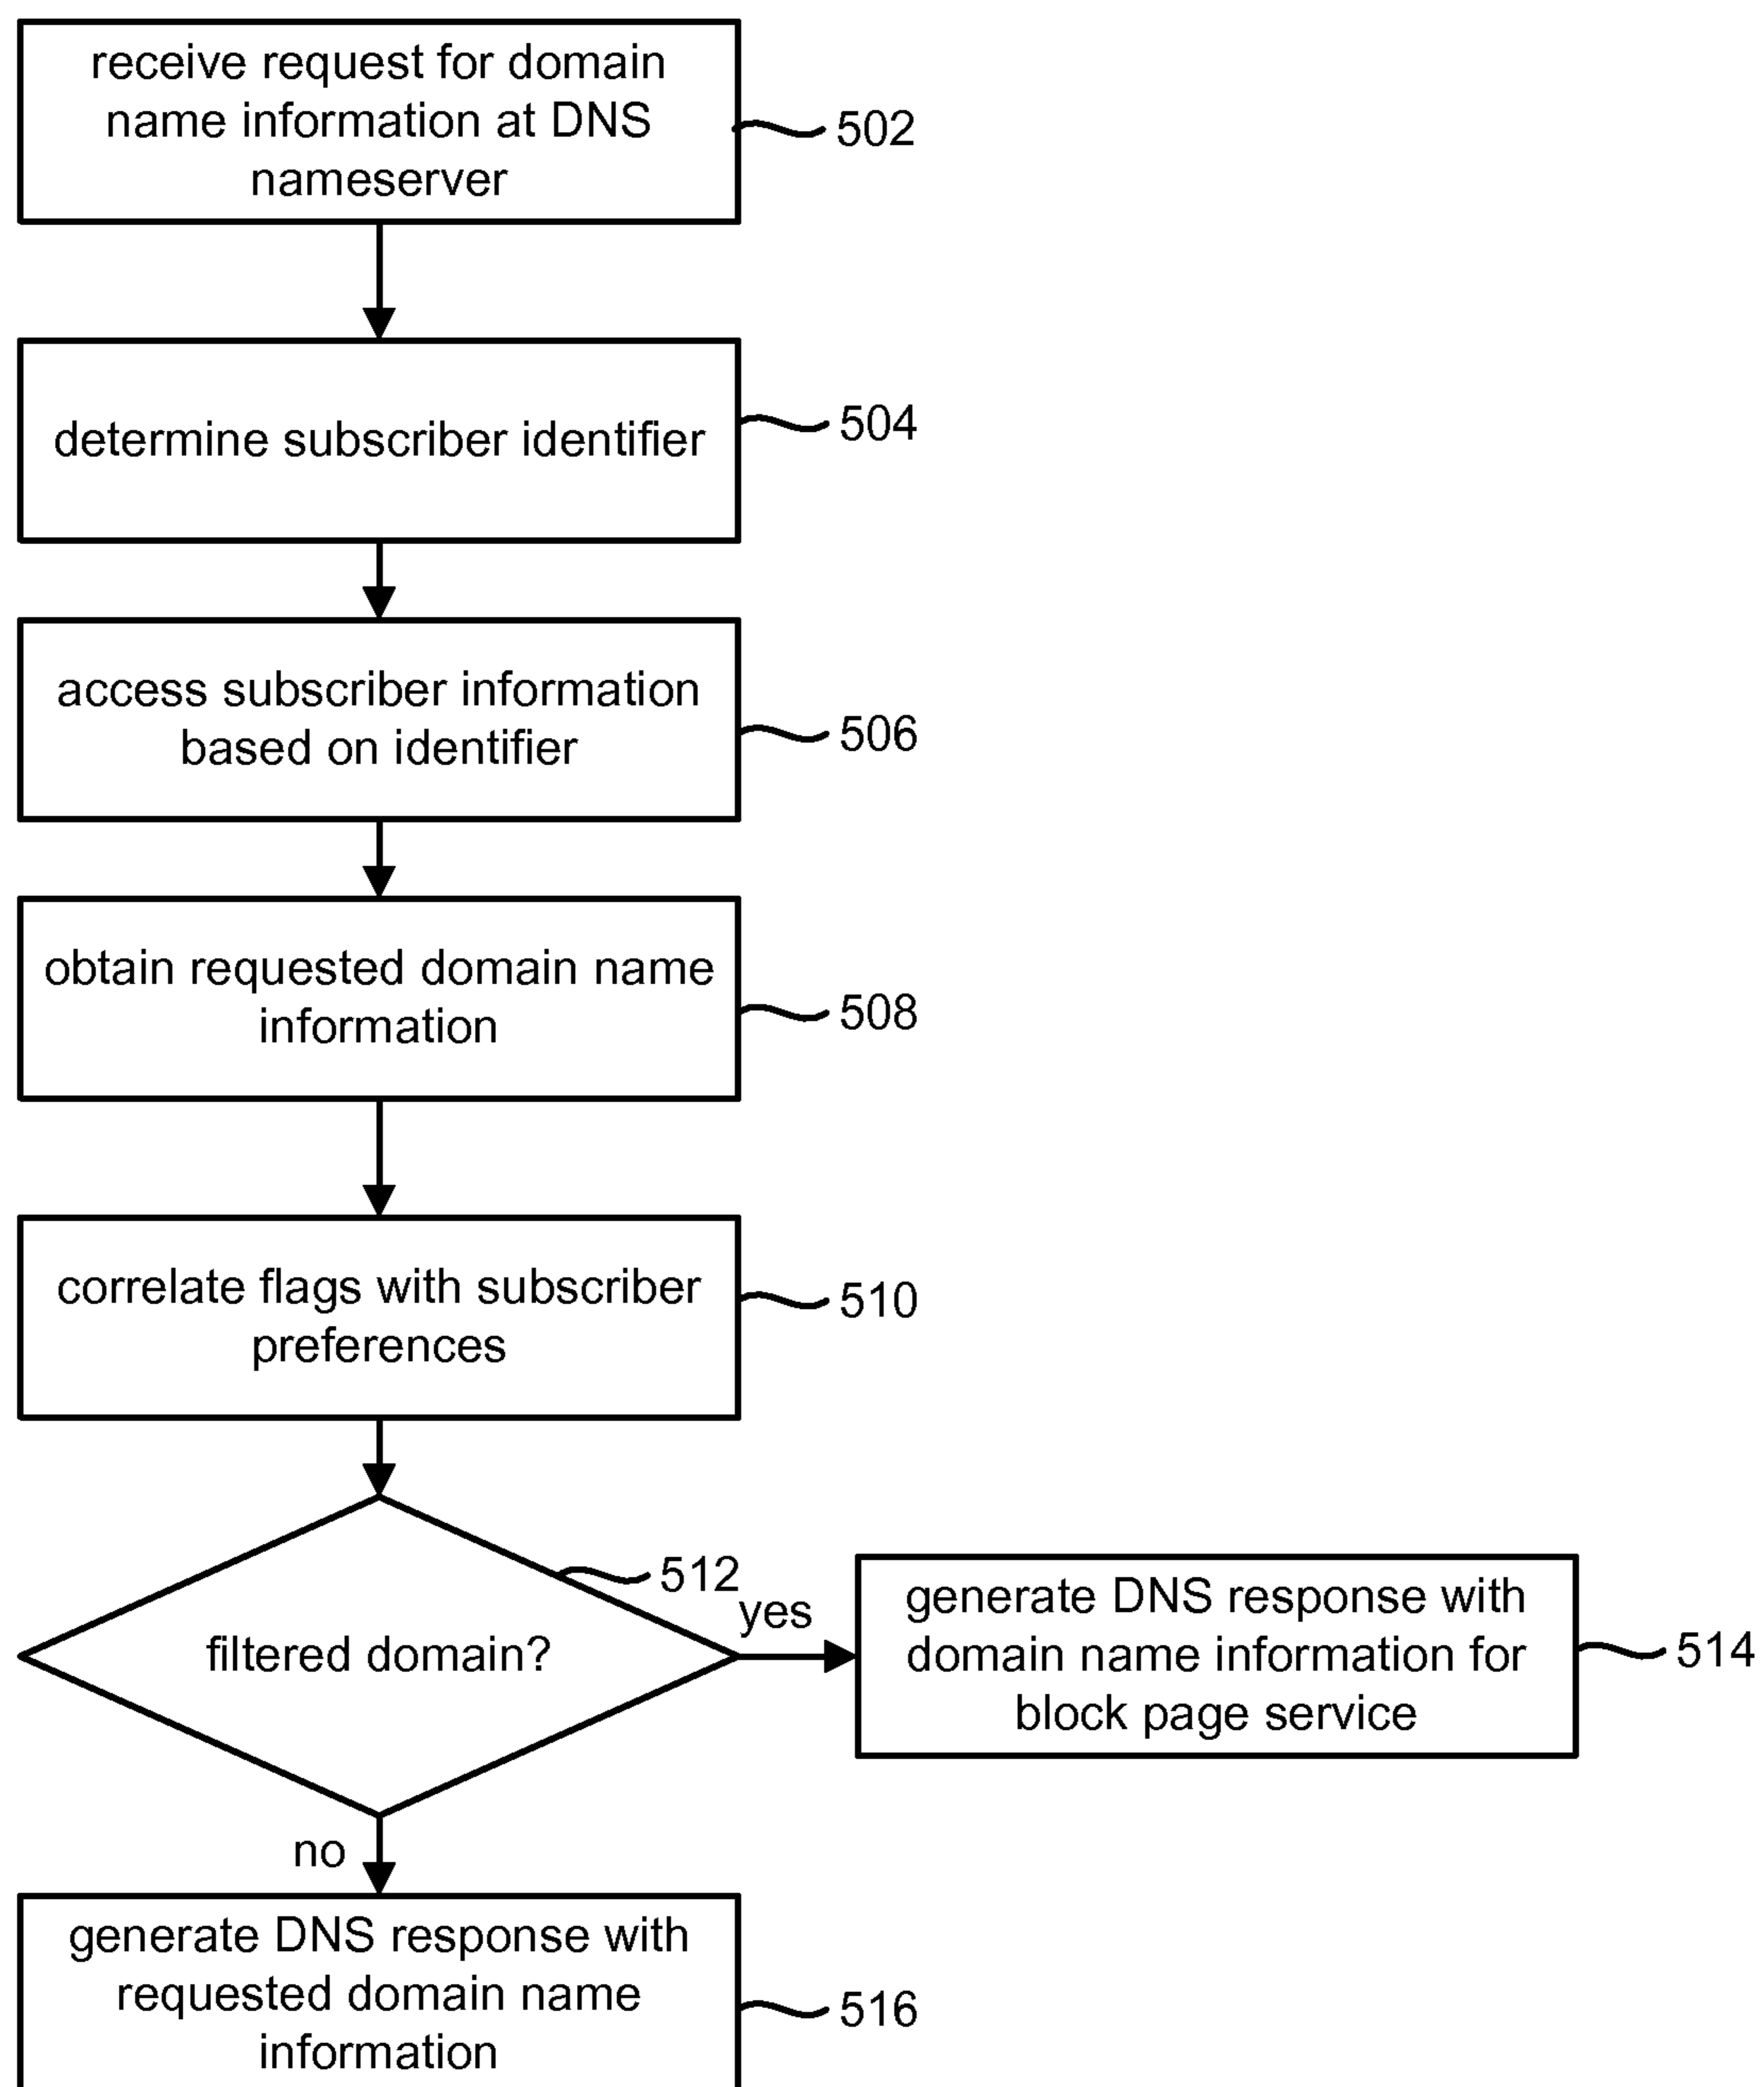 receive request for domain
name information at DNS
nameserver
502
determine subscriber identifier
504
access subscriber information
based on identifier
506
obtain requested domain name
information
508
correlate flags with subscriber
preferences
510
512
filtered domain?
yes
generate DNS response with
domain name information for
block page service
514
no
generate DNS response with
requested domain name
information
516